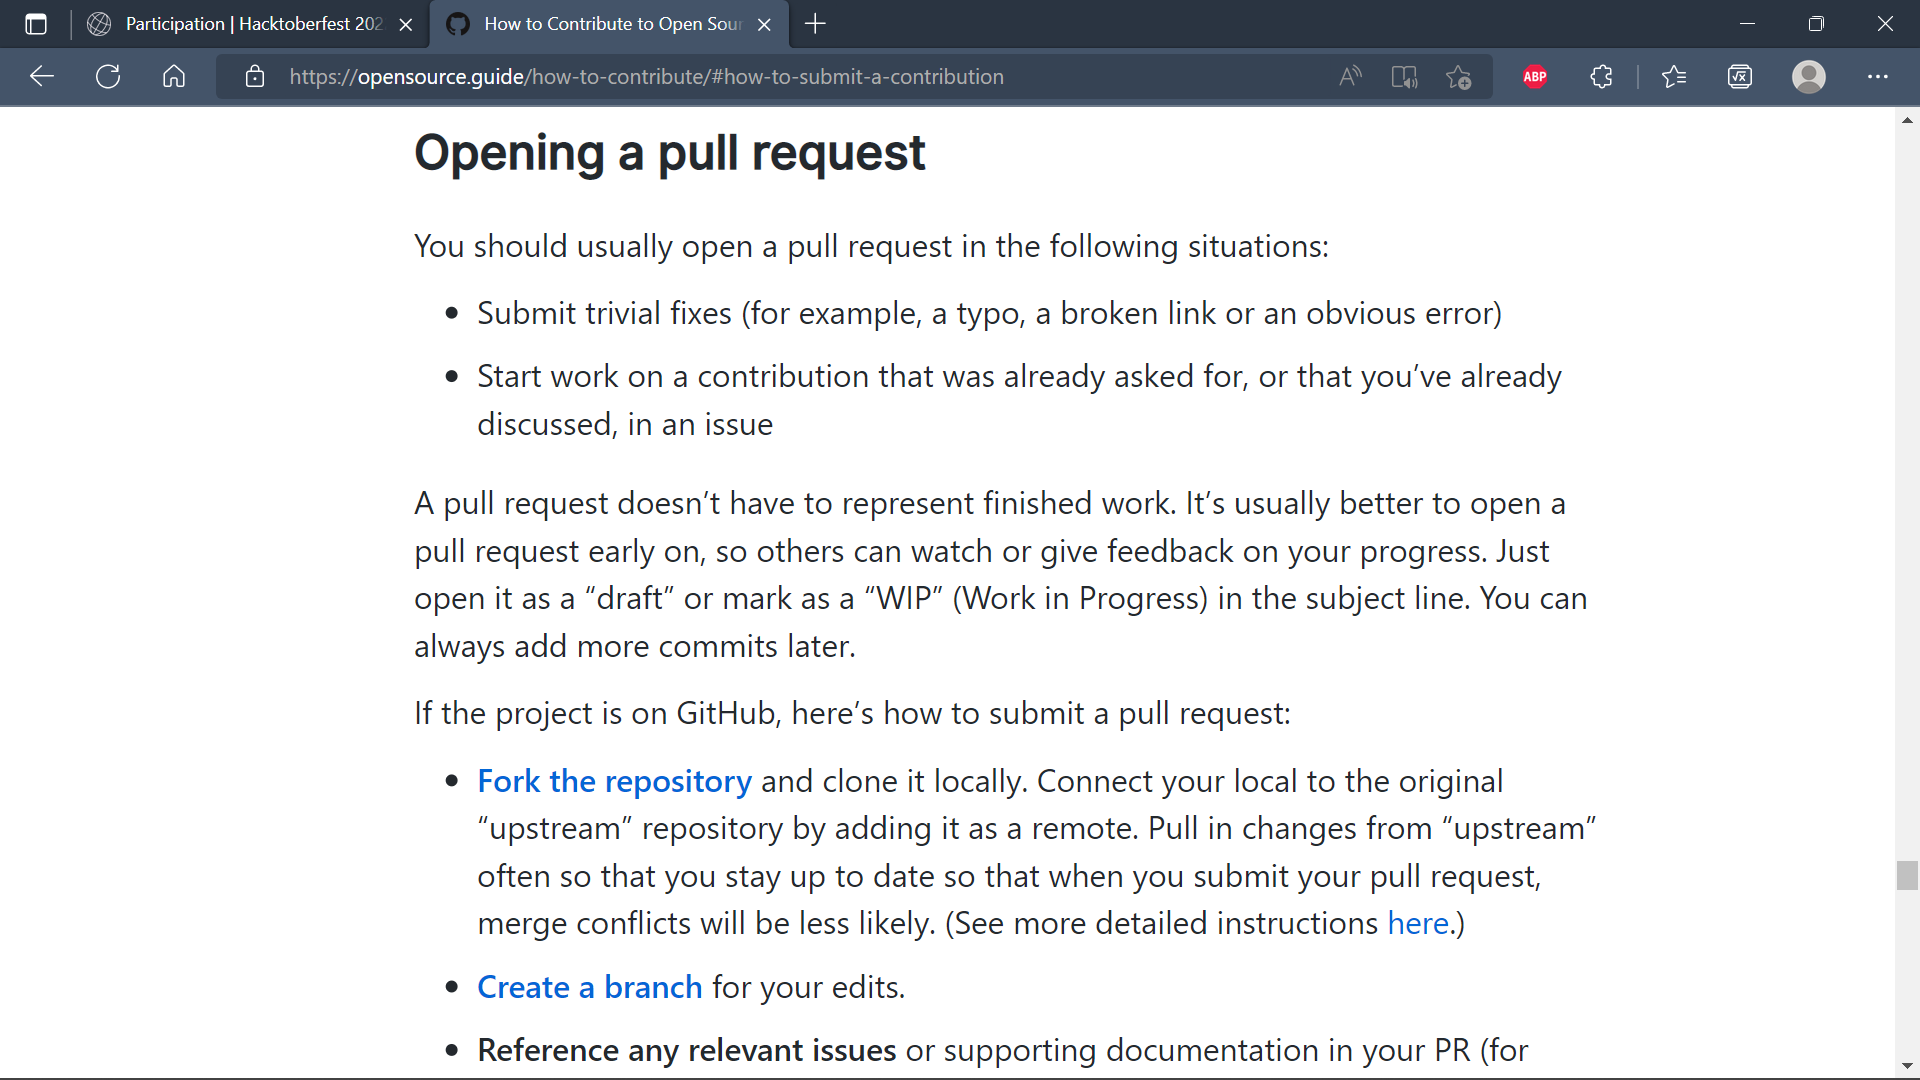 Participation | Hacktoberfest 202
How to Contribute to Open Sour
https://opensource.guide/how-to-contribute/#how-to-submit-a-contribution
ABP
Opening a pull request
You should usually open a pull request in the following situations:
• Submit trivial fixes (for example, a typo, a broken link or an obvious error)
• Start work on a contribution that was already asked for, or that you’ve already
discussed, in an issue
A pull request doesn’t have to represent finished work. It’s usually better to open a
pull request early on, so others can watch or give feedback on your progress. Just
open it as a “draft” or mark as a “WIP” (Work in Progress) in the subject line. You can
always add more commits later.
If the project is on GitHub, here’s how to submit a pull request:
• Fork the repository and clone it locally. Connect your local to the original
“upstream” repository by adding it as a remote. Pull in changes from “upstream”
often so that you stay up to date so that when you submit your pull request,
merge conflicts will be less likely. (See more detailed instructions here.)
• Create a branch for your edits.
• Reference any relevant issues or supporting documentation in your PR (for